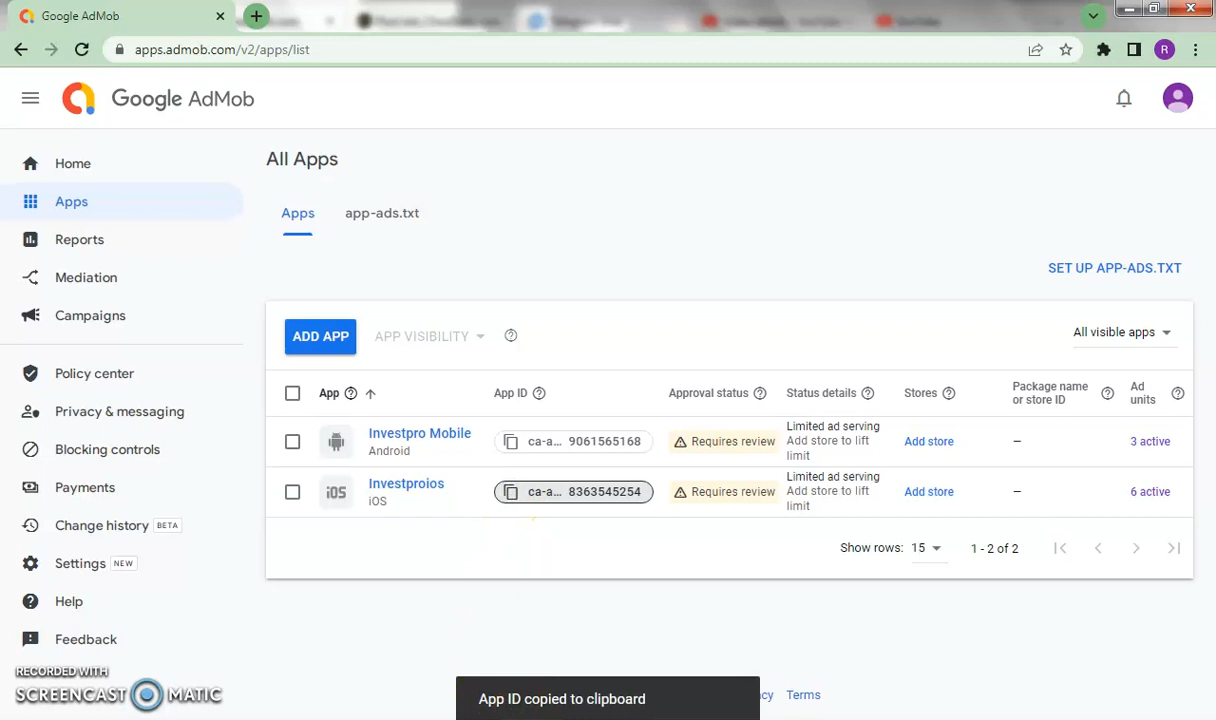 Google AdMob
apps.admob.com/v2/apps/list
R
Google AdMob
Home
Apps
Reports
Mediation
Campaigns
Policy center
Privacy & messaging
Blocking controls
Payments
Change history BETA
Settings NEW
Help
Feedback
All Apps
Apps app-ads.txt
SET UP APP-ADS.TXT
ADD APP APP VISIBILITY All visible apps
App App ID Approval status Status details Stores Package name or store ID Ad units
Investpro Mobile
Android
ca-a... 9061565168
Requires review
Limited ad serving
Add store to lift
limit
Add store
–
3 active
iOS
Investproios
iOS
ca-a... 8363545254
Requires review
Limited ad serving
Add store to lift
limit
Add store
–
6 active
Show rows: 15 1 - 2 of 2
RECORDED WITH
SCREENCAST MATIC
App ID copied to clipboard
Terms